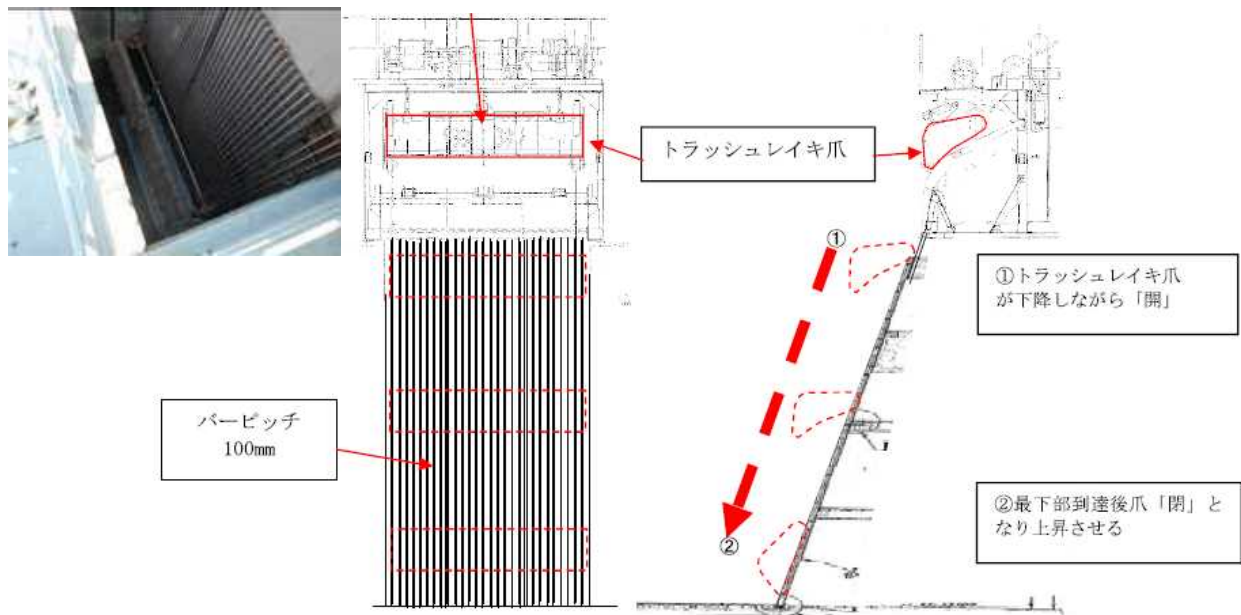 トラッシュレイキ爪
①
①トラッシュレイキ爪
が下降しながら「開」
バーピッチ
100mm
②最下部到達後爪「閉」と
なり上昇させる
②